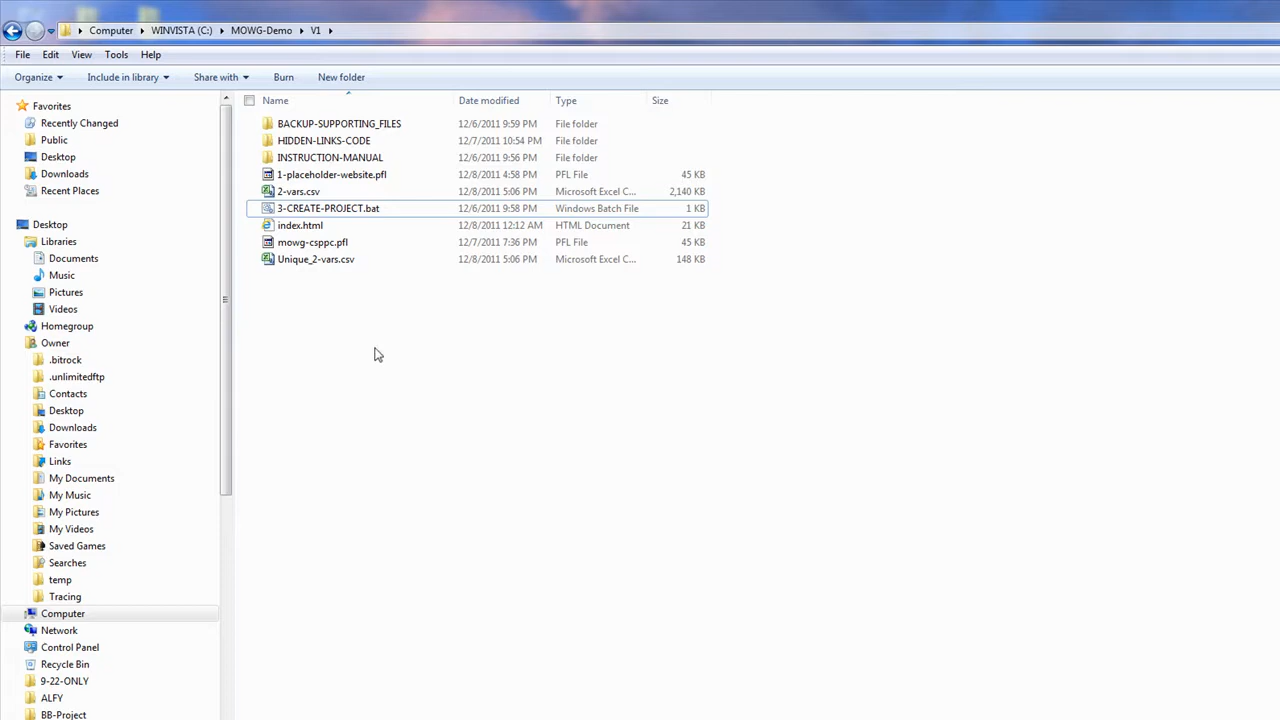 Computer WINVISTA (C:) MOWG-Demo V1
File Edit View Tools Help
Organize Include in library Share with Burn New folder
Favorites
Recently Changed
Public
Desktop
Downloads
Recent Places
Desktop
Libraries
Documents
Music
Pictures
Videos
Homegroup
Owner
.bitrock
.unlimitedftp
Contacts
Desktop
Downloads
Favorites
Links
My Documents
My Music
My Pictures
My Videos
Saved Games
Searches
temp
Tracing
Computer
Network
Control Panel
Recycle Bin
9-22-ONLY
ALFY
BB-Project
Name Date modified Type Size
BACKUP-SUPPORTING_FILES 12/6/2011 9:59 PM File folder
HIDDEN-LINKS-CODE 12/7/2011 10:54 PM File folder
INSTRUCTION-MANUAL 12/6/2011 9:56 PM File folder
1-placeholder-website.pfl 12/8/2011 4:58 PM PFL File 45 KB
2-vars.csv 12/8/2011 5:06 PM Microsoft Excel C... 2,140 KB
3-CREATE-PROJECT.bat 12/6/2011 9:58 PM Windows Batch File 1 KB
index.html 12/8/2011 12:12 AM HTML Document 21 KB
mowg-csppc.pfl 12/7/2011 7:36 PM PFL File 45 KB
Unique_2-vars.csv 12/8/2011 5:06 PM Microsoft Excel C... 148 KB